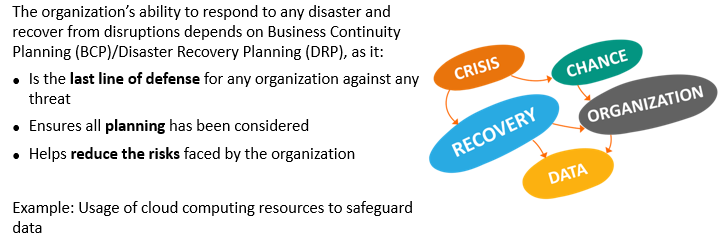 The organization's ability to respond to any disaster and
recover from disruptions depends on Business Continuity
Planning (BCP)/Disaster Recovery Planning (DRP), as it:
● Is the last line of defense for any organization against any
threat
● Ensures all planning has been considered
● Helps reduce the risks faced by the organization
Example: Usage of cloud computing resources to safeguard
data
CRISIS
CHANCE
ORGANIZATION
RECOVERY
DATA